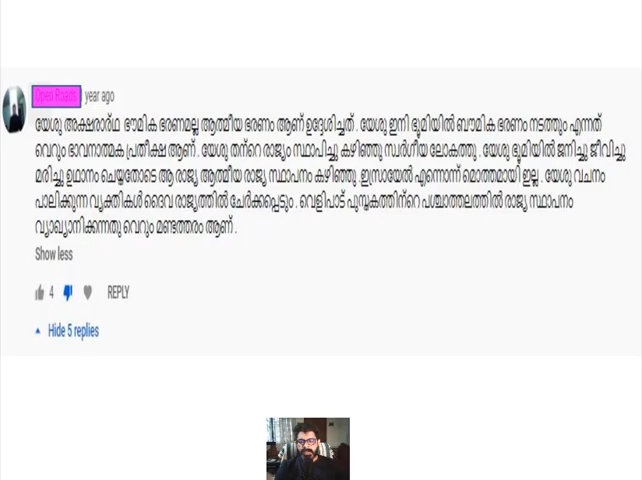 Open Roads year ago
യേശു അക്ഷരാർഥ ഭൗമിക ഭരണമല്ല ആത്മീയ ഭരണം ആണ് ഉദ്ദേശിച്ചത് . യേശു ഇനി ഭൂമിയിൽ ബൗമിക ഭരണം നടത്തും എന്നത്
വെറും ഭാവനാത്മക പ്രതീക്ഷ ആണ് . യേശു തന്റെ രാജ്യം സ്ഥാപിച്ചു കഴിഞ്ഞു സ്വർഗീയ ലോകത്തു . യേശു ഭൂമിയിൽ ജനിച്ചു ജീവിച്ചു
മരിച്ചു ഉഥാനം ചെയ്തതോടെ ആ രാജ്യ ആത്മീയ രാജ്യ സ്ഥാപനം കഴിഞ്ഞു. ഇസ്രായേൽ എന്നൊന്ന് മൊത്തമായി ഇല്ല . യേശു വചനം
പാലിക്കുന്ന വ്യക്തികൾ ദൈവ രാജ്യത്തിൽ ചേർക്കപ്പെടും . വെളിപാട് പുസ്തകത്തിന്റെ പശ്ചാത്തലത്തിൽ രാജ്യ സ്ഥാപനം
വ്യാഖ്യാനിക്കന്നതു വെറും മണ്ടത്തരം ആണ് .
Show less
4 REPLY
Hide 5 replies